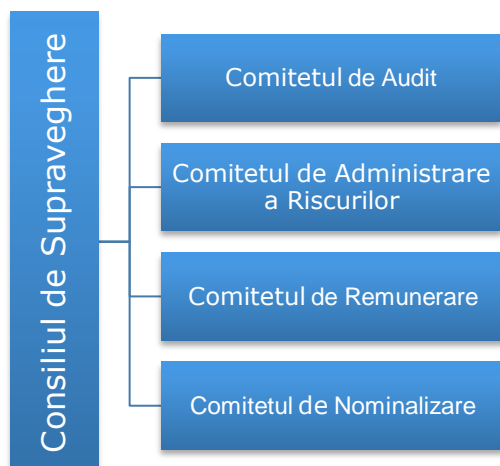 Consiliul de Supraveghere
Comitetul de Audit
Comitetul de Administrare
a Riscurilor
Comitetul de Remunerare
Comitetul de Nominalizare